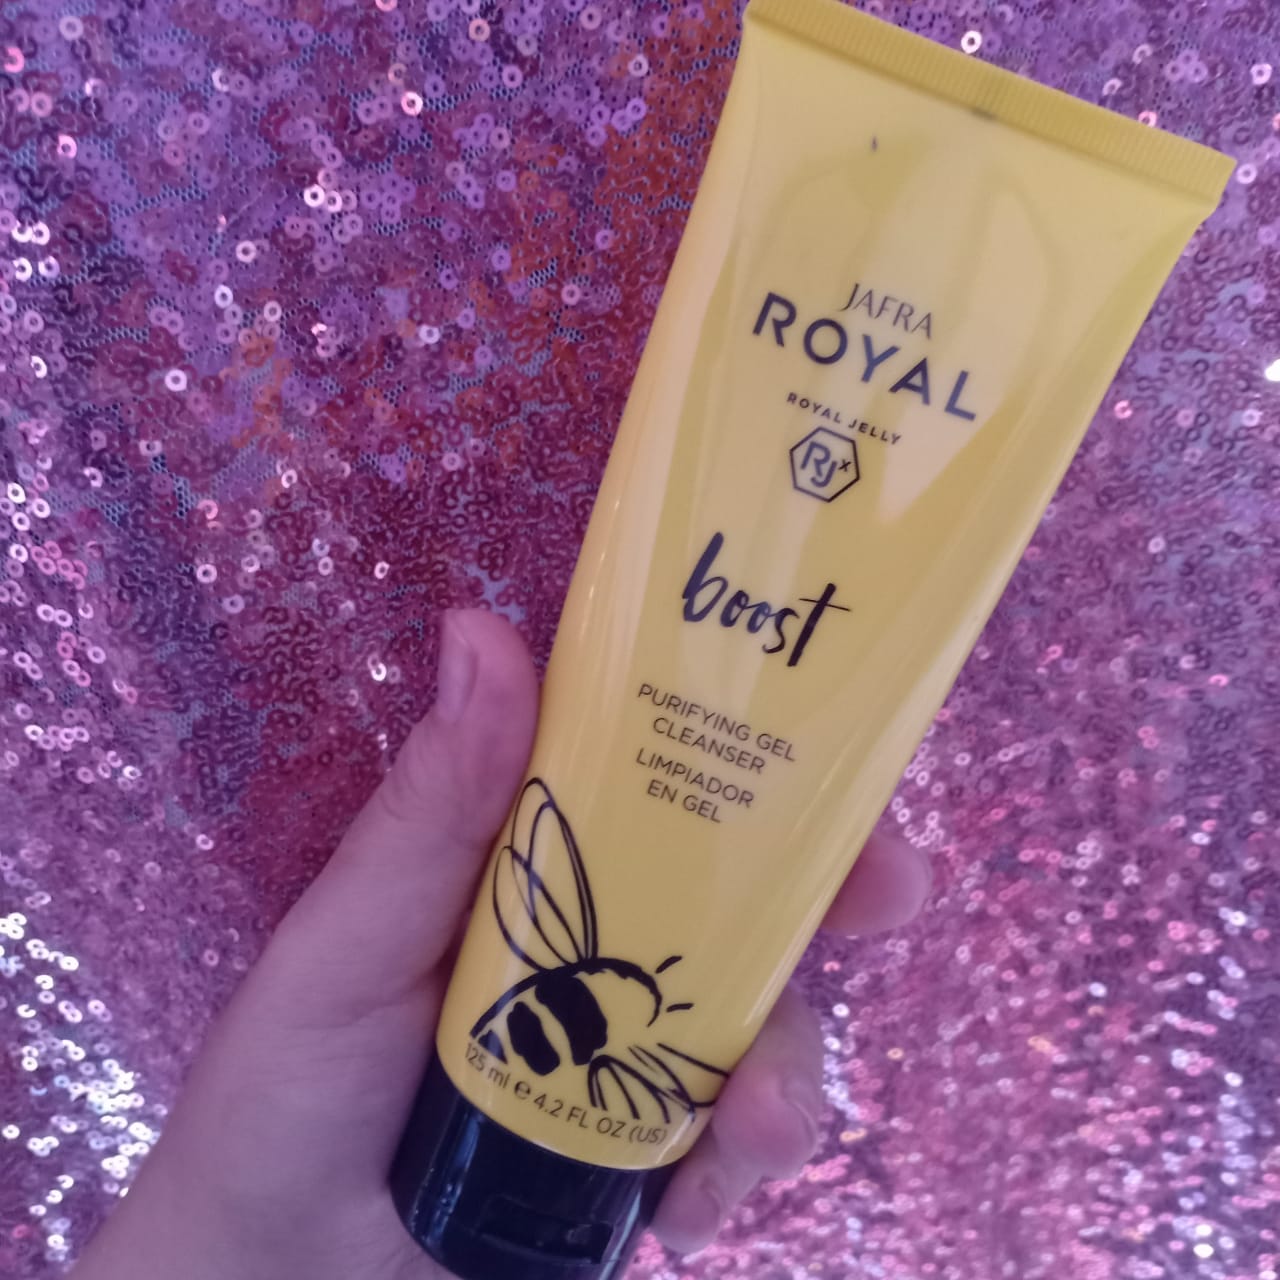 JAFRA
ROYAL
ROYAL JELLY
RJx
boost
PURIFYING GEL
CLEANSER
LIMPIADOR
EN GEL
125 ml e 4.2 FL OZ (US)